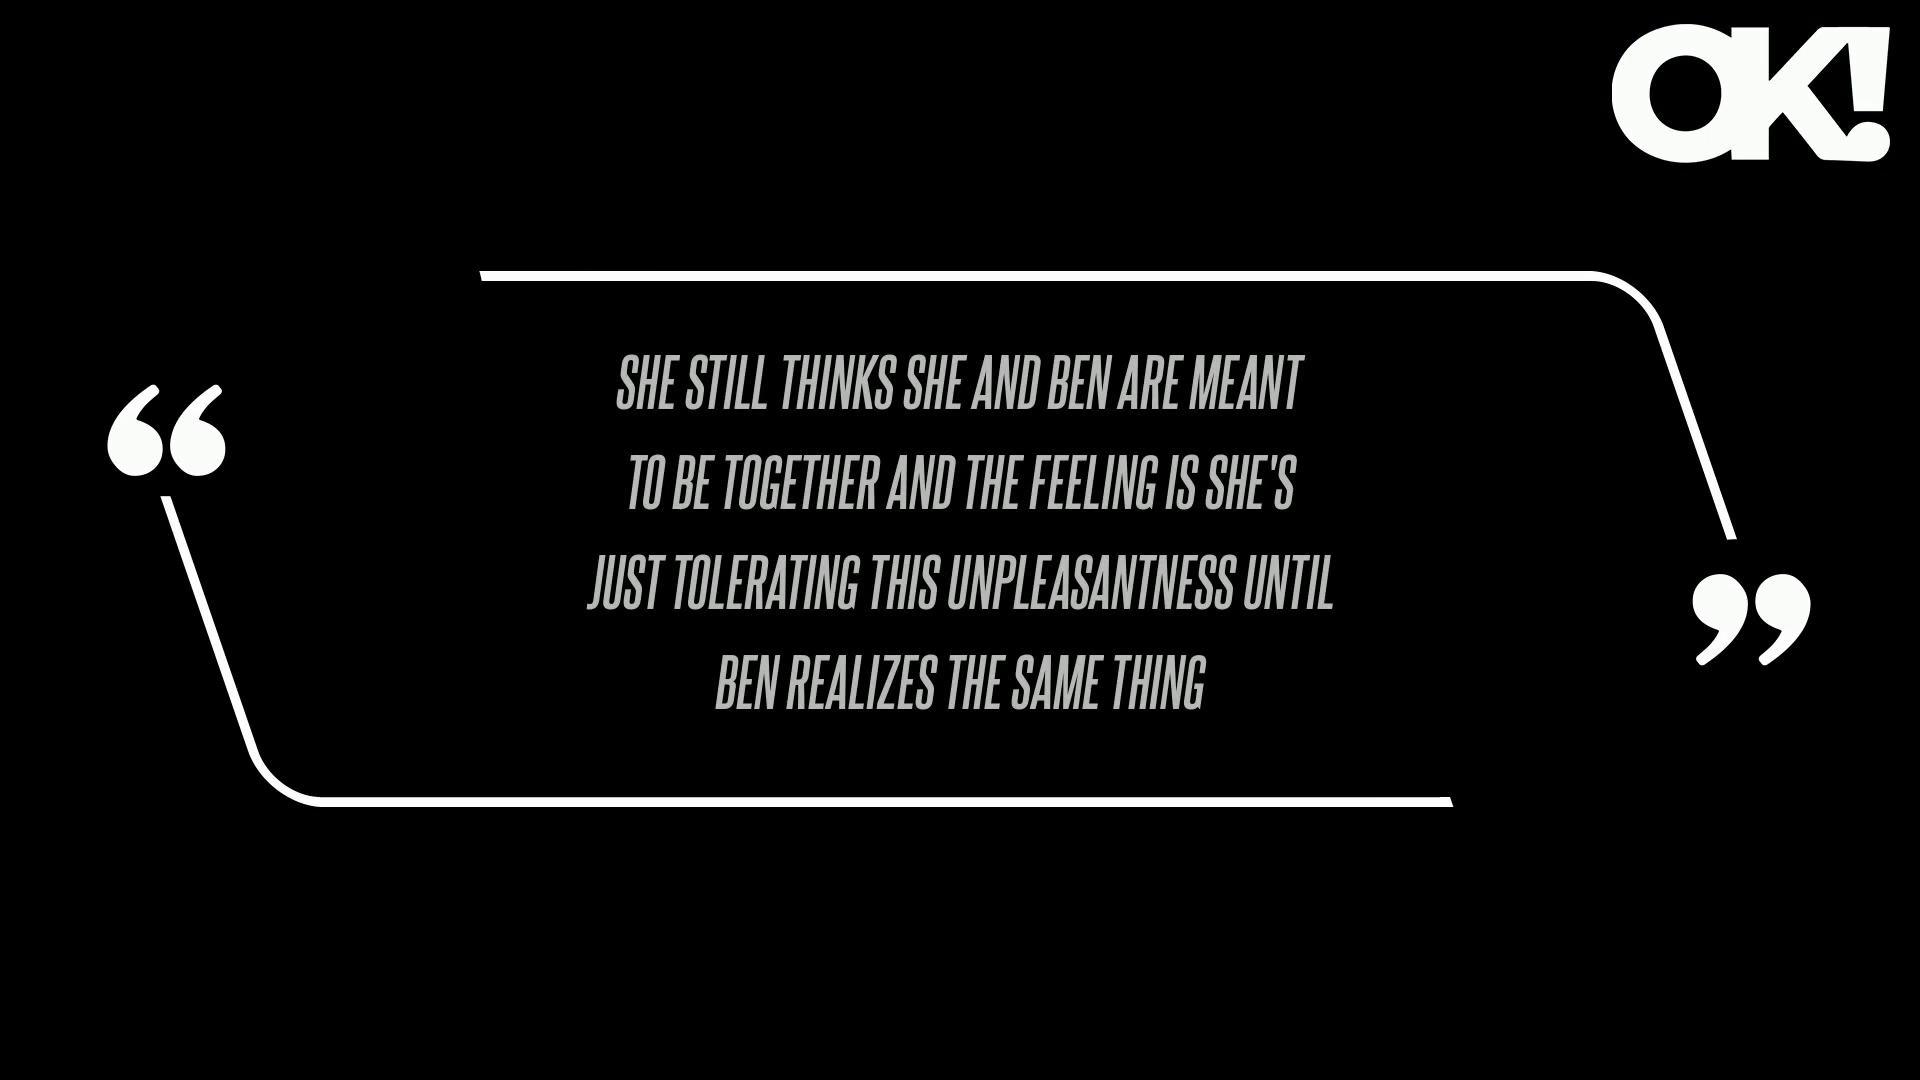 OK!
SHE STILL THINKS SHE AND BEN ARE MEANT
TO BE TOGETHER AND THE FEELING IS SHE'S
JUST TOLERATING THIS UNPLEASANTNESS UNTIL
BEN REALIZES THE SAME THING